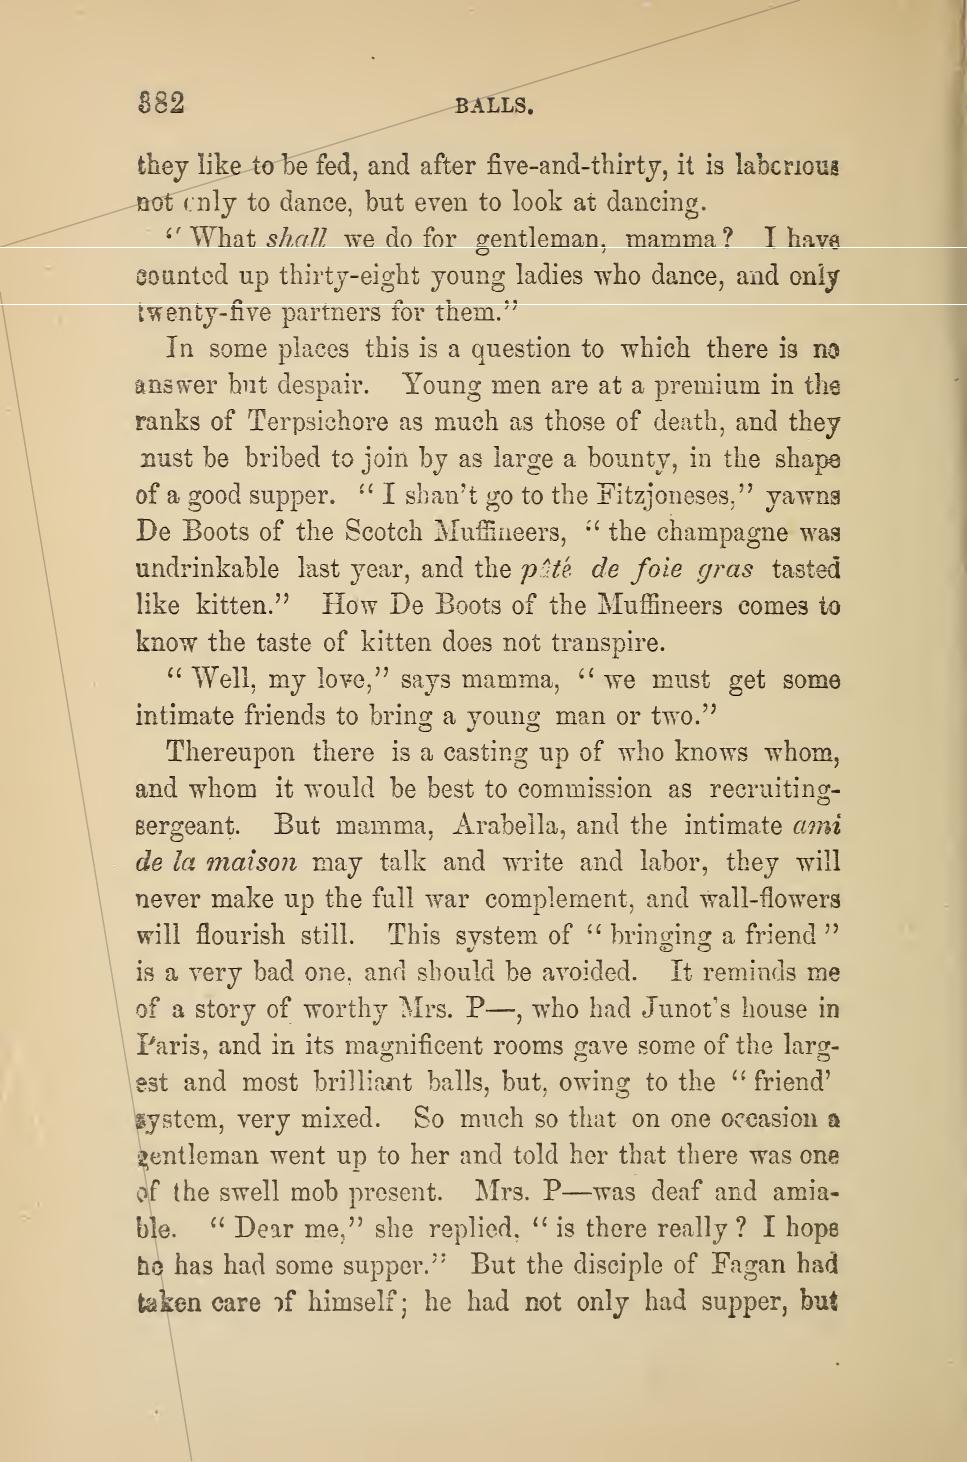 382 BALLS.
they like to be fed, and after five-and-thirty, it is laborious
not only to dance, but even to look at dancing.
“ What shall we do for gentleman, mamma ? I have
counted up thirty-eight young ladies who dance, and only
twenty-five partners for them.”
In some places this is a question to which there is no
answer but despair. Young men are at a premium in the
ranks of Terpsichore as much as those of death, and they
must be bribed to join by as large a bounty, in the shape
of a good supper. “ I shan’t go to the Fitzjoneses,” yawns
De Boots of the Scotch Muffineers, “ the champagne was
undrinkable last year, and the pâté de foie gras tasted
like kitten.” How De Boots of the Muffineers comes to
know the taste of kitten does not transpire.
“ Well, my love,” says mamma, “ we must get some
intimate friends to bring a young man or two.”
Thereupon there is a casting up of who knows whom,
and whom it would be best to commission as recruiting-
sergeant. But mamma, Arabella, and the intimate ami
de la maison may talk and write and labor, they will
never make up the full war complement, and wall-flowers
will flourish still. This system of “ bringing a friend ”
is a very bad one, and should be avoided. It reminds me
of a story of worthy Mrs. P—, who had Junot’s house in
Paris, and in its magnificent rooms gave some of the larg-
est and most brilliant balls, but, owing to the “ friend’
system, very mixed. So much so that on one occasion a
gentleman went up to her and told her that there was one
of the swell mob present. Mrs. P—was deaf and amia-
ble. “ Dear me,” she replied, “ is there really ? I hope
he has had some supper.” But the disciple of Fagan had
taken care of himself; he had not only had supper, but